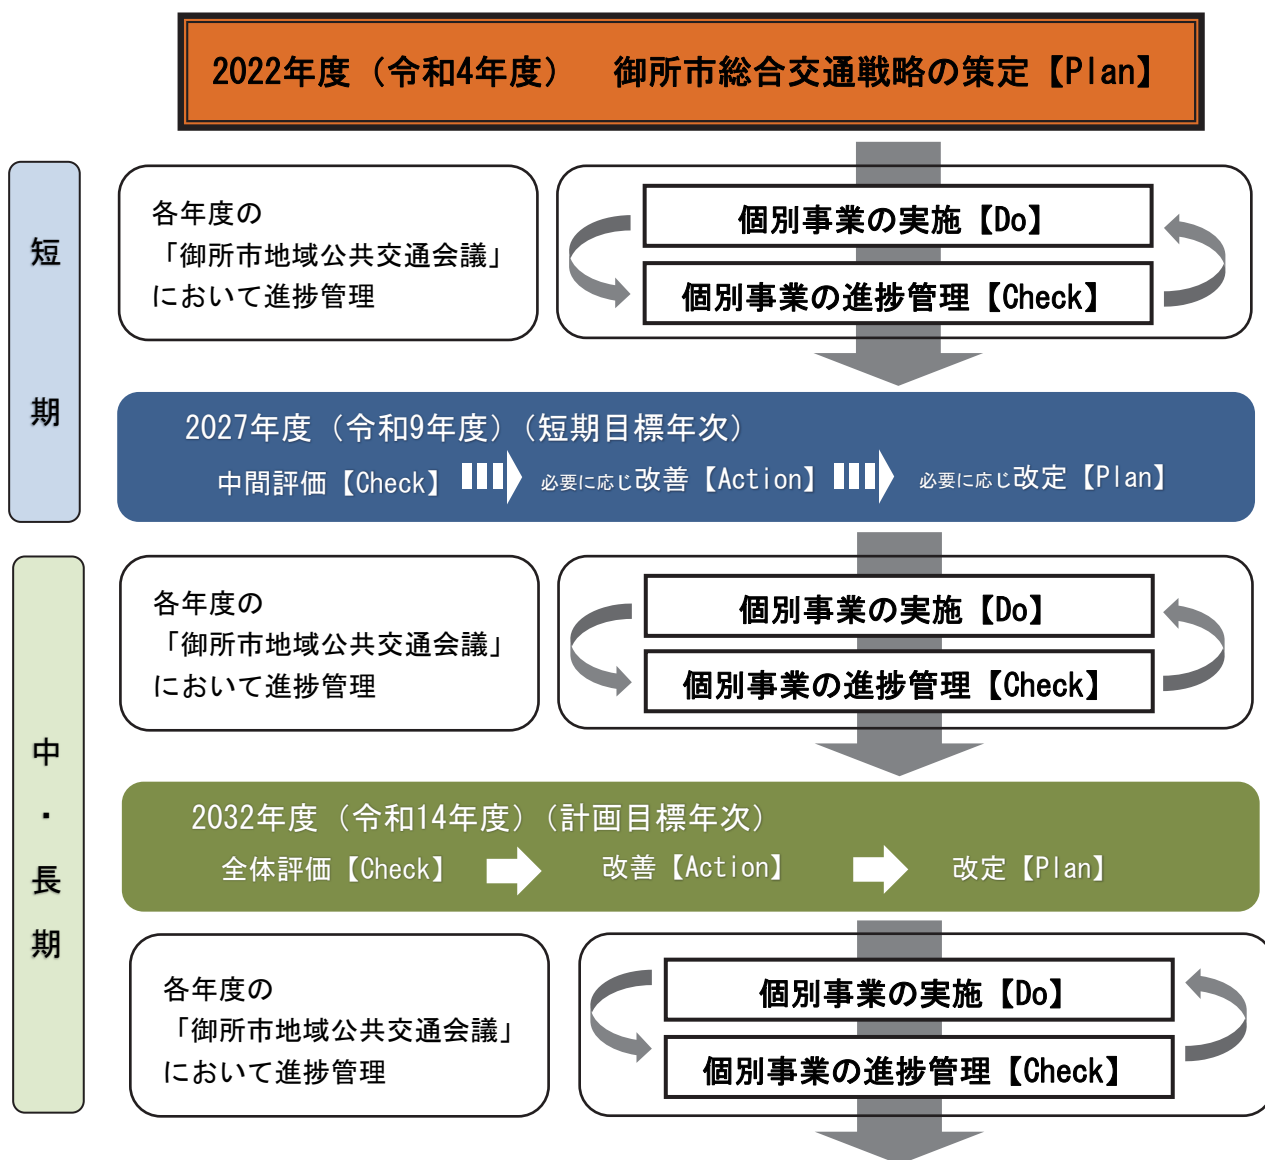 2022年度（令和4年度）　御所市総合交通戦略の策定【Plan】
短期
各年度の
「御所市地域公共交通会議」
において進捗管理
個別事業の実施【Do】
個別事業の進捗管理【Check】
2027年度（令和9年度）（短期目標年次）
中間評価【Check】 必要に応じ改善【Action】 必要に応じ改定【Plan】
中・長期
各年度の
「御所市地域公共交通会議」
において進捗管理
個別事業の実施【Do】
個別事業の進捗管理【Check】
2032年度（令和14年度）（計画目標年次）
全体評価【Check】 改善【Action】 改定【Plan】
各年度の
「御所市地域公共交通会議」
において進捗管理
個別事業の実施【Do】
個別事業の進捗管理【Check】